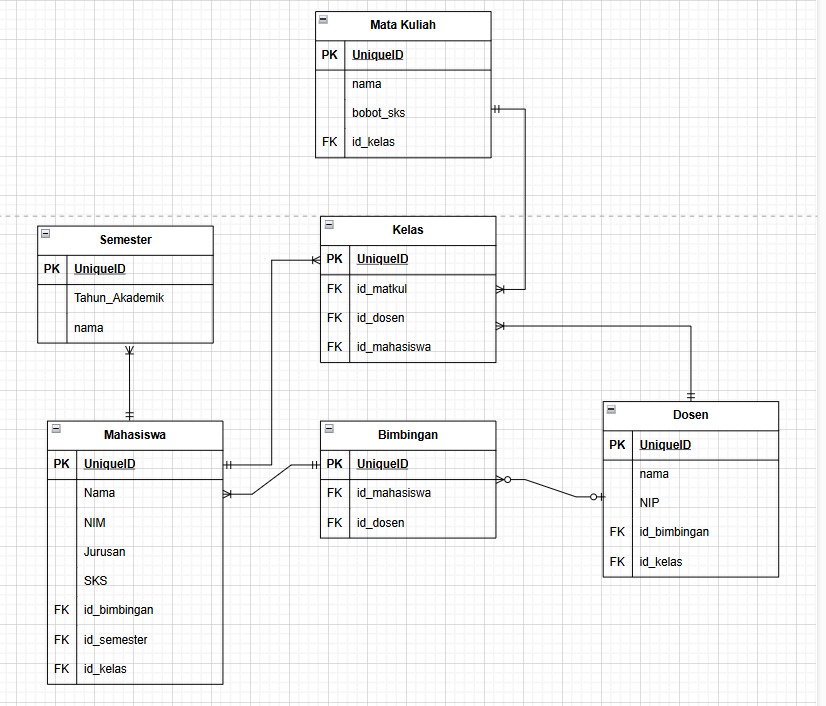 Mata Kuliah
PK UniqueID
nama
bobot_sks
FK id_kelas
Semester
PK UniqueID
Tahun_Akademik
nama
Kelas
PK UniqueID
FK id_matkul
FK id_dosen
FK id_mahasiswa
Mahasiswa
PK UniqueID
Nama
NIM
Jurusan
SKS
FK id_bimbingan
FK id_semester
FK id_kelas
Bimbingan
PK UniqueID
FK id_mahasiswa
FK id_dosen
Dosen
PK UniqueID
nama
NIP
FK id_bimbingan
FK id_kelas